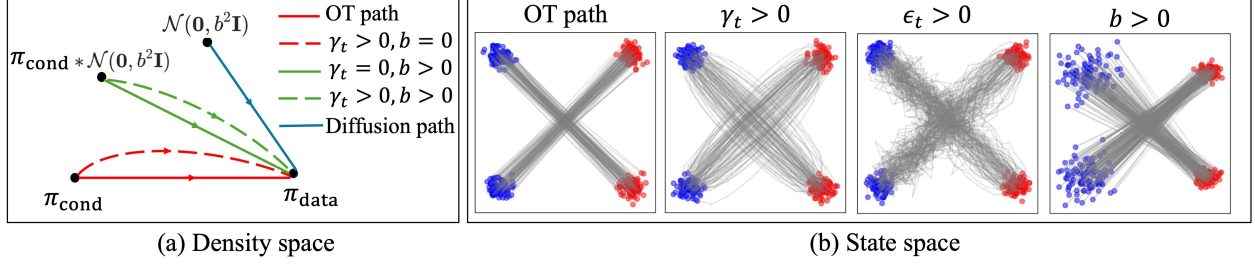 𝒩(𝟎, b²𝐈)
π_cond ∗ 𝒩(𝟎, b²𝐈)
π_cond
π_data
OT path
γ_t > 0, b = 0
γ_t = 0, b > 0
γ_t > 0, b > 0
Diffusion path
(a) Density space
OT path
γ_t > 0
ϵ_t > 0
b > 0
(b) State space